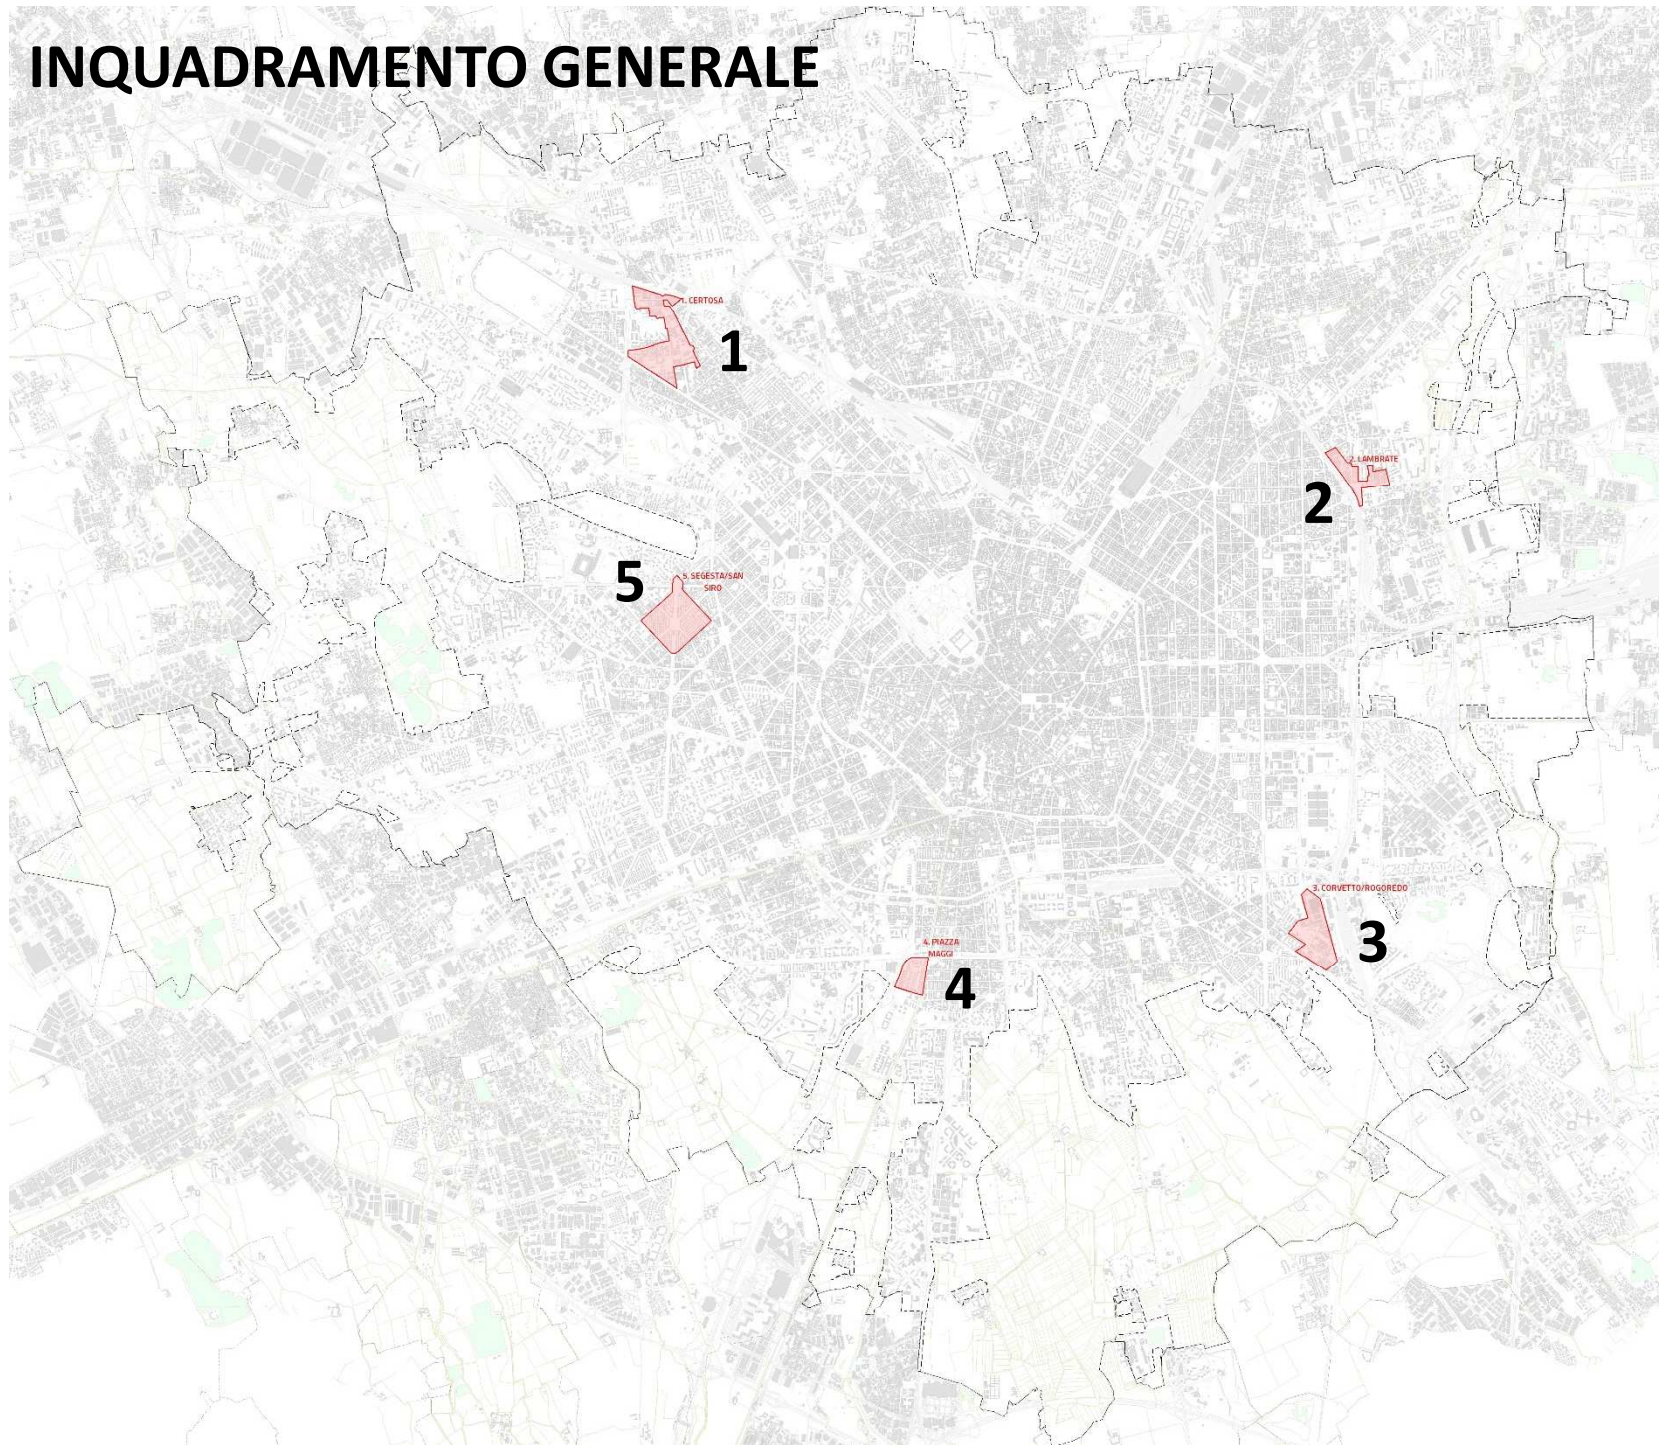 INQUADRAMENTO GENERALE
1. CERTOSA
1
2. LAMBRATE
2
5. SEGESTA/SAN
SIRO
5
3. CORVETTO/ROGOREDO
3
4. PIAZZA
MAGGI
4